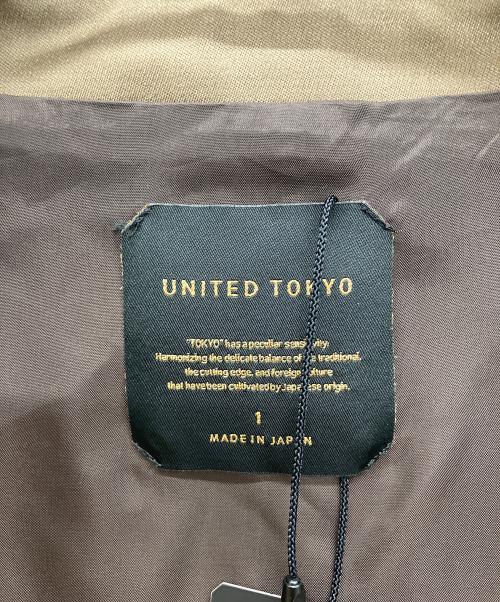 UNITED TOKYO
"TOKYO" has a peculiar sensitivity.
Harmonizing the delicate balance of the traditional,
the cutting edge, and foreign culture
that have been cultivated by Japanese origin.
1
MADE IN JAPAN